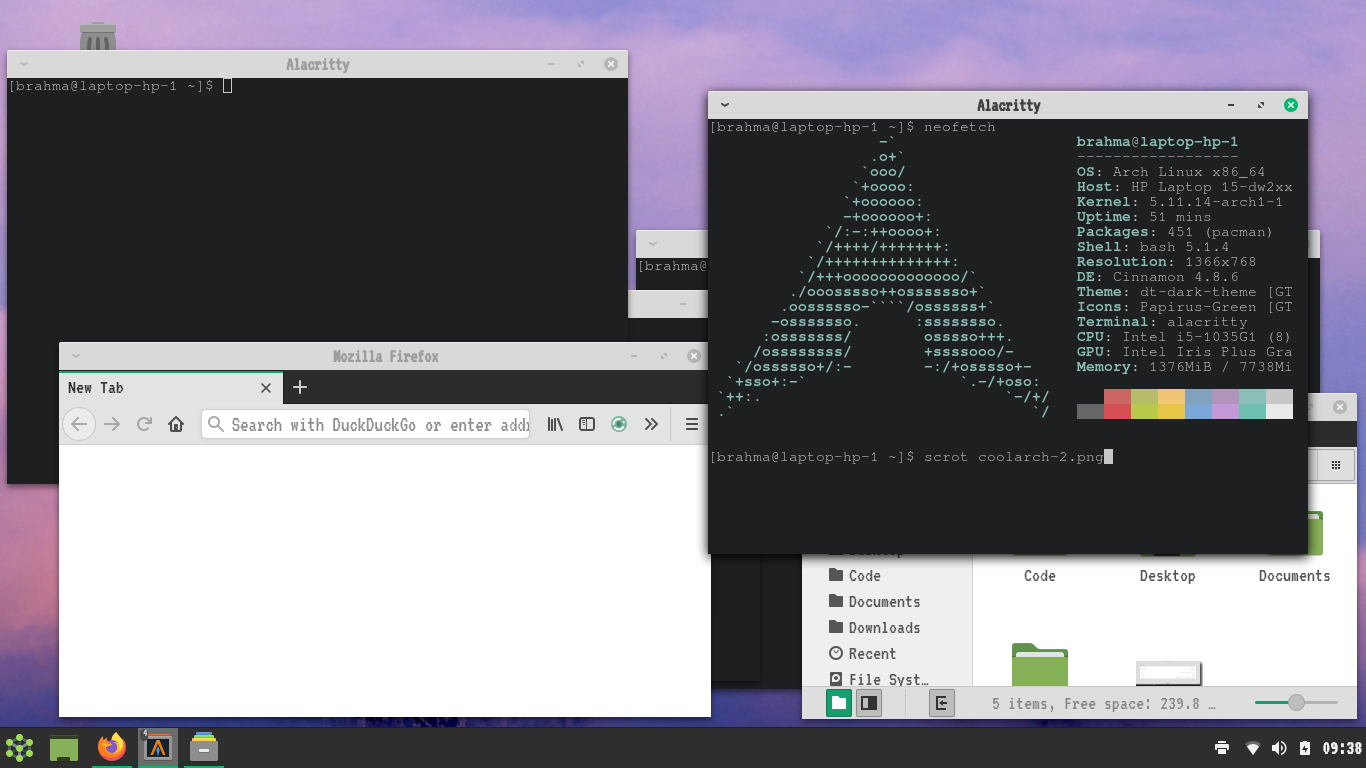 Alacritty
[brahma@laptop-hp-1 ~]$
Alacritty
[brahma@laptop-hp-1 ~]$ neofetch
-`
.o+`
`ooo/
`+oooo:
`+oooooo:
-+oooooo+:
`/:-:++oooo+:
`/++++/+++++++:
`/++++++++++++++:
`/+++ooooooooooooo/`
./ooosssso++osssssso+`
.oossssso-````/ossssss+`
-osssssso.      :ssssssso.
:osssssss/        osssso+++.
/ossssssss/        +ssssooo/-
`/ossssso+/:-        -:/+osssso+-
`+sso+:-`                 `.-/+oso:
`++:.                           `-/+/
.`                                 `/
brahma@laptop-hp-1
------------------
OS: Arch Linux x86_64
Host: HP Laptop 15-dw2xx
Kernel: 5.11.14-arch1-1
Uptime: 51 mins
Packages: 451 (pacman)
Shell: bash 5.1.4
Resolution: 1366x768
DE: Cinnamon 4.8.6
Theme: dt-dark-theme [GT
Icons: Papirus-Green [GT
Terminal: alacritty
CPU: Intel i5-1035G1 (8)
GPU: Intel Iris Plus Gra
Memory: 1376MiB / 7738Mi
[brahma@laptop-hp-1 ~]$ scrot coolarch-2.png
[brahma@
Mozilla Firefox
New Tab
Search with DuckDuckGo or enter addr
Desktop
Code
Documents
Downloads
Recent
File Syst…
Code
Desktop
Documents
5 items, Free space: 239.8 …
4
09:38